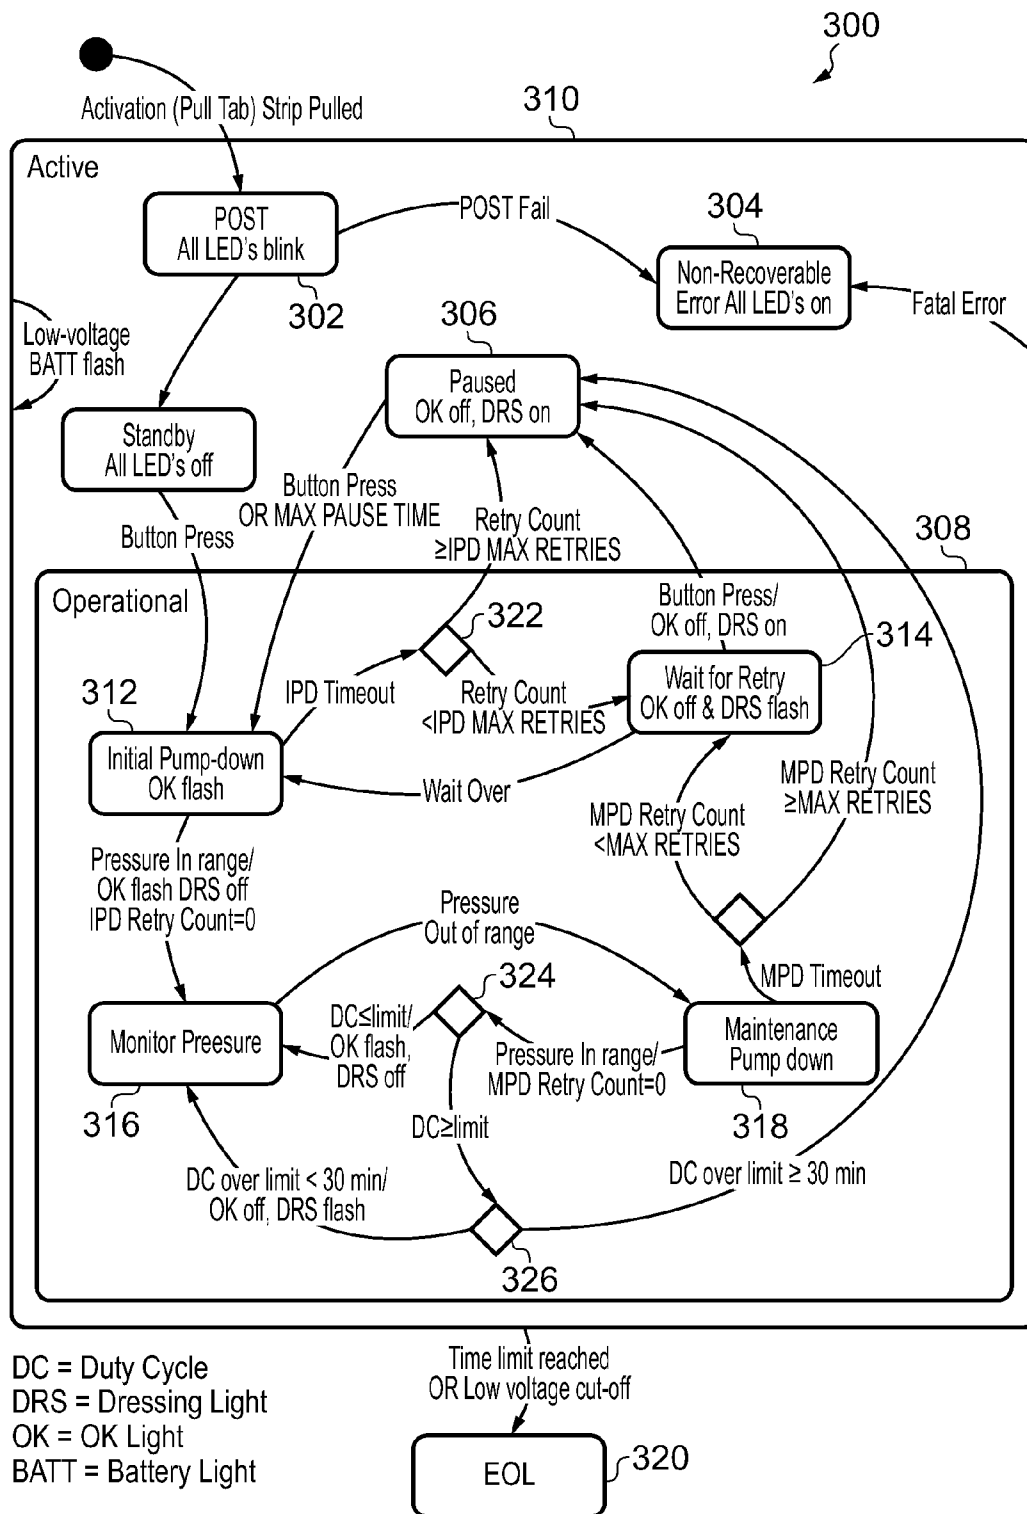 300
Activation (Pull Tab) Strip Pulled
310
Active
POST
All LED's blink
302
POST Fail
304
Non-Recoverable
Error All LED's on
Fatal Error
Low-voltage
BATT flash
306
Paused
OK off, DRS on
Standby
All LED's off
Button Press
Button Press
OR MAX PAUSE TIME
Retry Count
≥IPD MAX RETRIES
308
Operational
322
Button Press/
OK off, DRS on
314
Wait for Retry
OK off & DRS flash
312
Initial Pump-down
OK flash
IPD Timeout
Retry Count
<IPD MAX RETRIES
Wait Over
MPD Retry Count
<MAX RETRIES
MPD Retry Count
≥MAX RETRIES
Pressure In range/
OK flash DRS off
IPD Retry Count=0
Pressure
Out of range
MPD Timeout
324
Monitor Preesure
316
DC≤limit/
OK flash,
DRS off
Pressure In range/
MPD Retry Count=0
Maintenance
Pump down
318
DC≥limit
DC over limit < 30 min/
OK off, DRS flash
DC over limit ≥ 30 min
326
Time limit reached
OR Low voltage cut-off
EOL
320
DC = Duty Cycle
DRS = Dressing Light
OK = OK Light
BATT = Battery Light